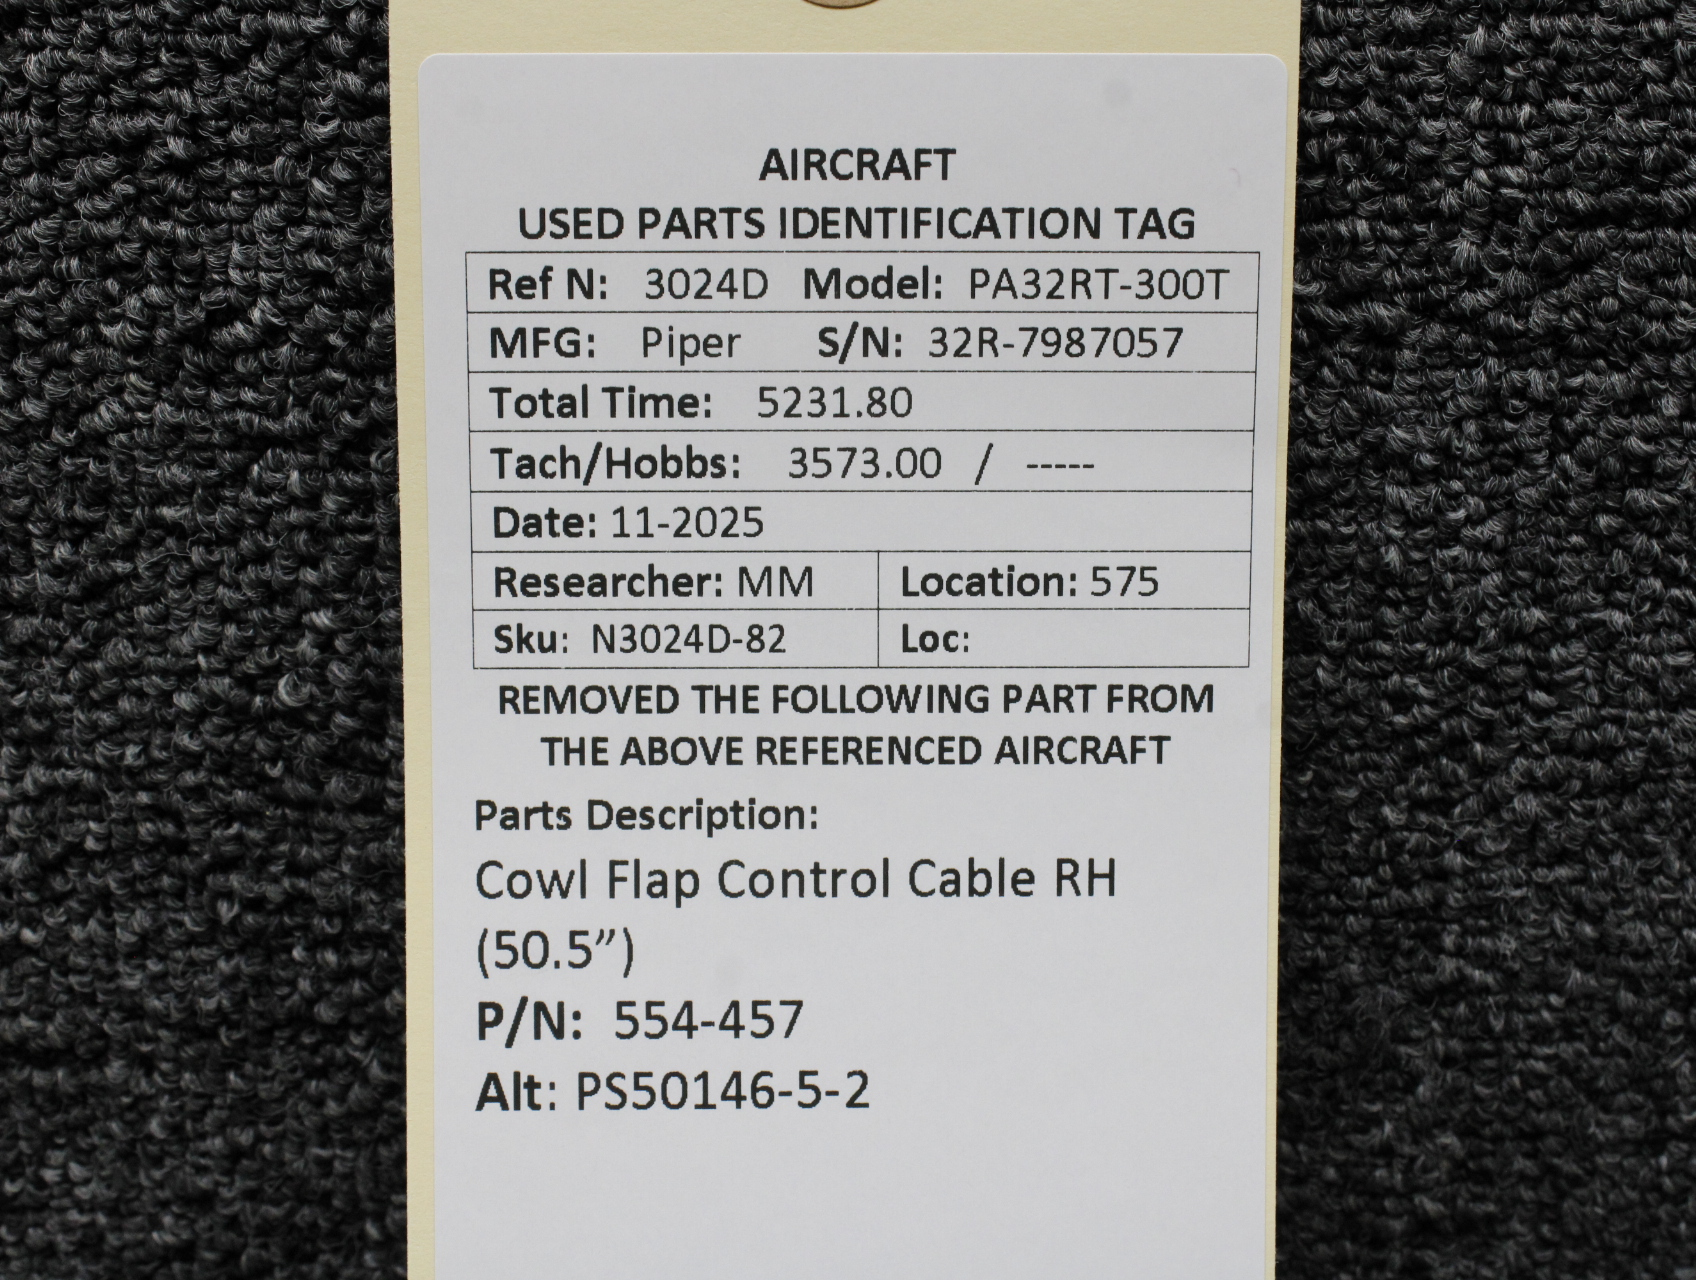 AIRCRAFT
USED PARTS IDENTIFICATION TAG
Ref N: 3024D Model: PA32RT-300T
MFG: Piper S/N: 32R-7987057
Total Time: 5231.80
Tach/Hobbs: 3573.00 / -----
Date: 11-2025
Researcher: MM Location: 575
Sku: N3024D-82 Loc:
REMOVED THE FOLLOWING PART FROM
THE ABOVE REFERENCED AIRCRAFT
Parts Description:
Cowl Flap Control Cable RH
(50.5”)
P/N: 554-457
Alt: PS50146-5-2